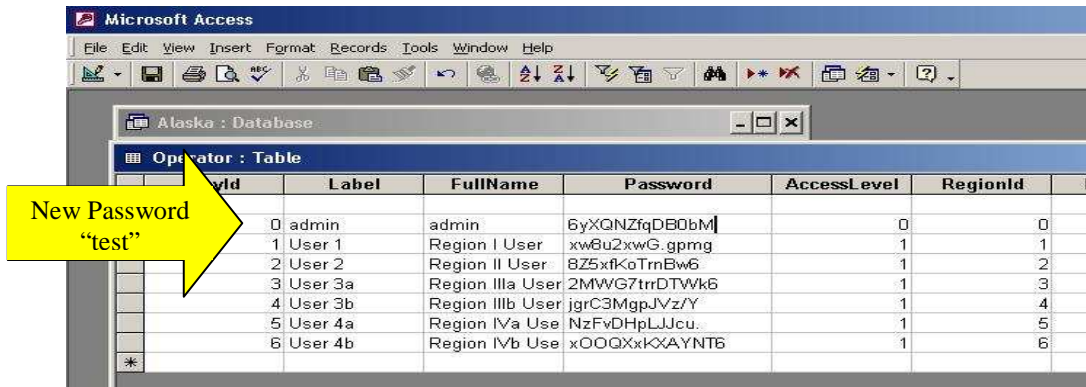 Microsoft Access
File Edit View Insert Format Records Tools Window Help
Alaska : Database
Operator : Table
yId Label FullName Password AccessLevel RegionId
0 admin admin 6yXQNZfqDB0bM 0 0
1 User 1 Region I User xw8u2xwG.gpmg 1 1
2 User 2 Region II User 8Z5xfKoTrnBw6 1 2
3 User 3a Region IIIa User 2MWG7trrDTWk6 1 3
4 User 3b Region IIIb User jgrC3MgpJVz/Y 1 4
5 User 4a Region IVa Use NzFvDHpLJJcu. 1 5
6 User 4b Region IVb Use xOOQXxKXAYNT6 1 6
New Password
“test”